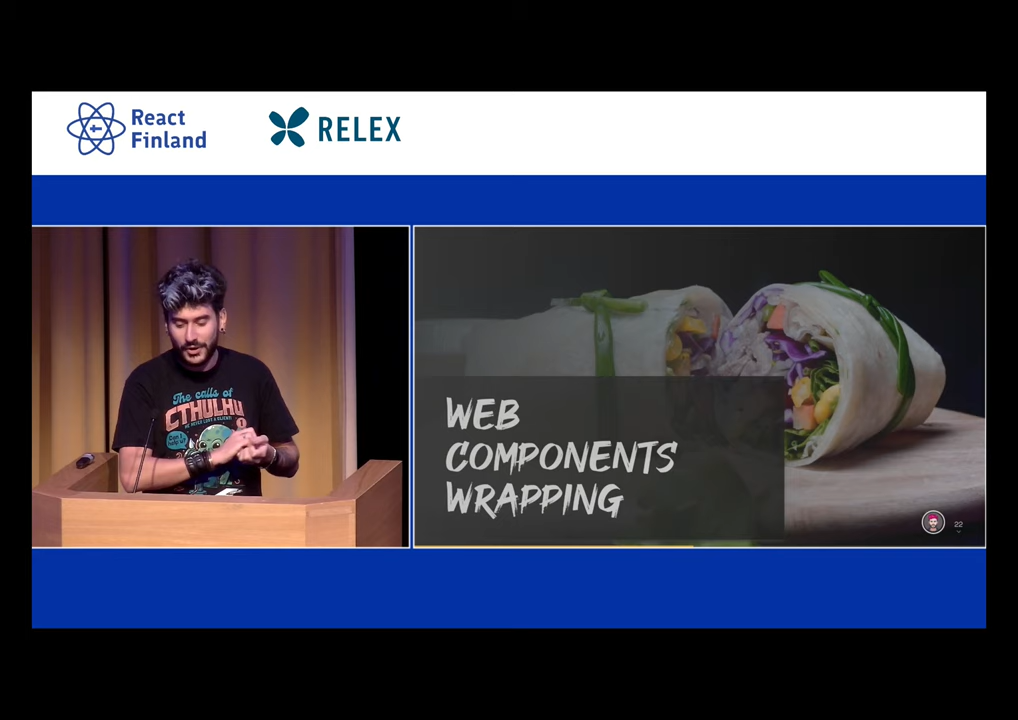 React
Finland
RELEX
The calls of
CTHULHU
WEB
COMPONENTS
WRAPPING
22